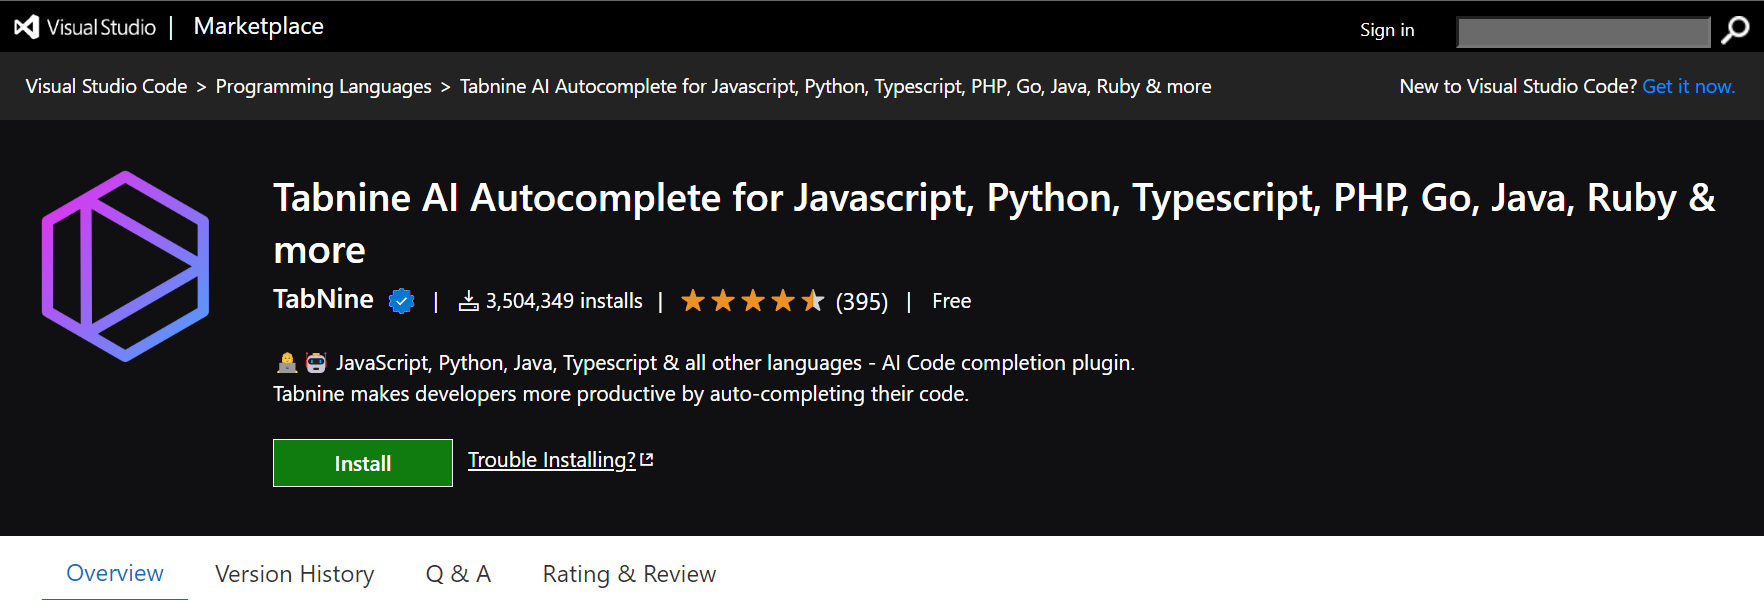 Visual Studio | Marketplace
Sign in
Visual Studio Code > Programming Languages > Tabnine AI Autocomplete for Javascript, Python, Typescript, PHP, Go, Java, Ruby & more
New to Visual Studio Code? Get it now.
Tabnine AI Autocomplete for Javascript, Python, Typescript, PHP, Go, Java, Ruby &
more
TabNine | 3,504,349 installs | (395) | Free
JavaScript, Python, Java, Typescript & all other languages - AI Code completion plugin.
Tabnine makes developers more productive by auto-completing their code.
Install Trouble Installing?
Overview Version History Q & A Rating & Review